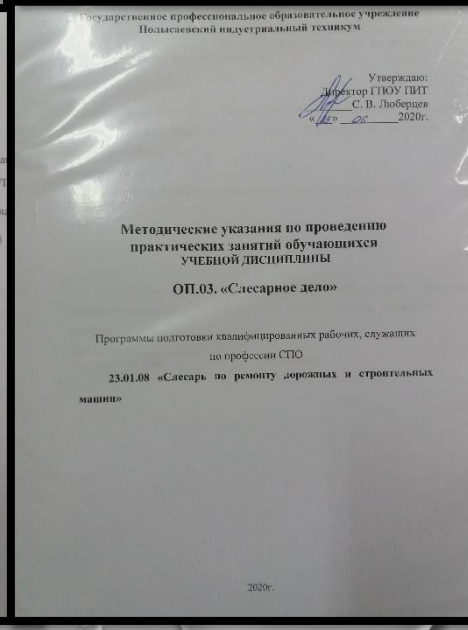 Государственное профессиональное образовательное учреждение
Полысаевский индустриальный техникум
Утверждаю:
Директор ГПОУ ПИТ
С. В. Люберцев
« » 06 2020г.
Методические указания по проведению
практических занятий обучающихся
УЧЕБНОЙ ДИСЦИПЛИНЫ
ОП.03. «Слесарное дело»
Программы подготовки квалифицированных рабочих, служащих
по профессии СПО
23.01.08 «Слесарь по ремонту дорожных и строительных
машин»
2020г.